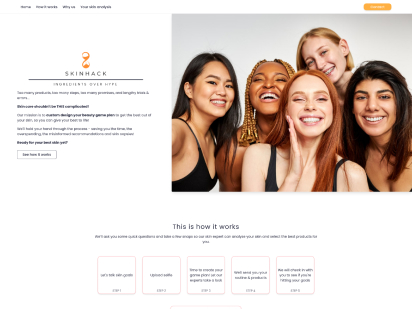 Home How it works Why us Your skin analysis
SKINHACK
INGREDIENTS OVER HYPE
Too many products, too many steps, too many promises, and lengthy trials &
errors...
Skin care shouldn't be THIS complicated!
Our mission is to custom design your beauty game plan to get the best out of
your skin, so you can give your best to life!
We'll hold your hand through the process - saving you the time, the
overspending, the misinformed recommendations and skin exposer
Ready for your best skin yet?
See how it works
This is how it works
We'll ask you some quick questions and take a few snaps so our skin expert can analyse your skin and select the best products for
you.
Let's talk skin goals
STEP 1
Upload selfie
STEP 2
Time to create your
game plan! an our
experts take a look
STEP 3
We'll send you your
routine & products
STEP 4
We will check in with
you to see if you're
hitting your goals
STEP 5